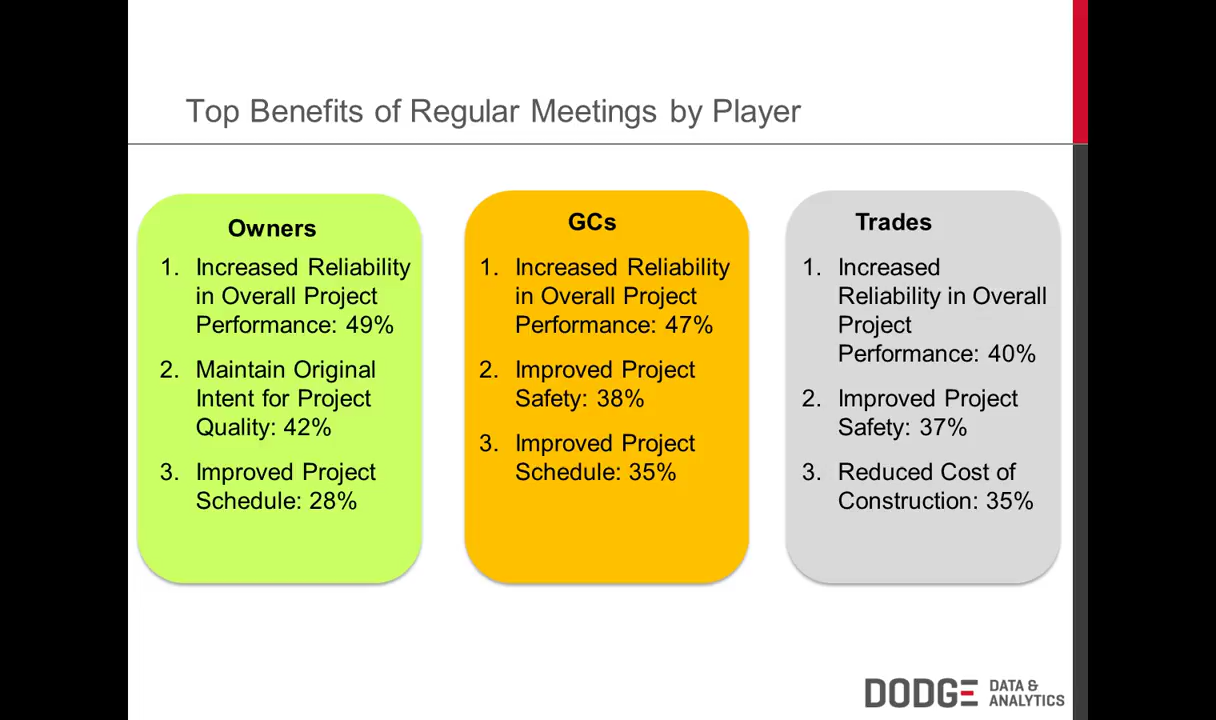 Top Benefits of Regular Meetings by Player
Owners
1. Increased Reliability
in Overall Project
Performance: 49%
2. Maintain Original
Intent for Project
Quality: 42%
3. Improved Project
Schedule: 28%
GCs
1. Increased Reliability
in Overall Project
Performance: 47%
2. Improved Project
Safety: 38%
3. Improved Project
Schedule: 35%
Trades
1. Increased
Reliability in Overall
Project
Performance: 40%
2. Improved Project
Safety: 37%
3. Reduced Cost of
Construction: 35%
DODGE DATA &
ANALYTICS